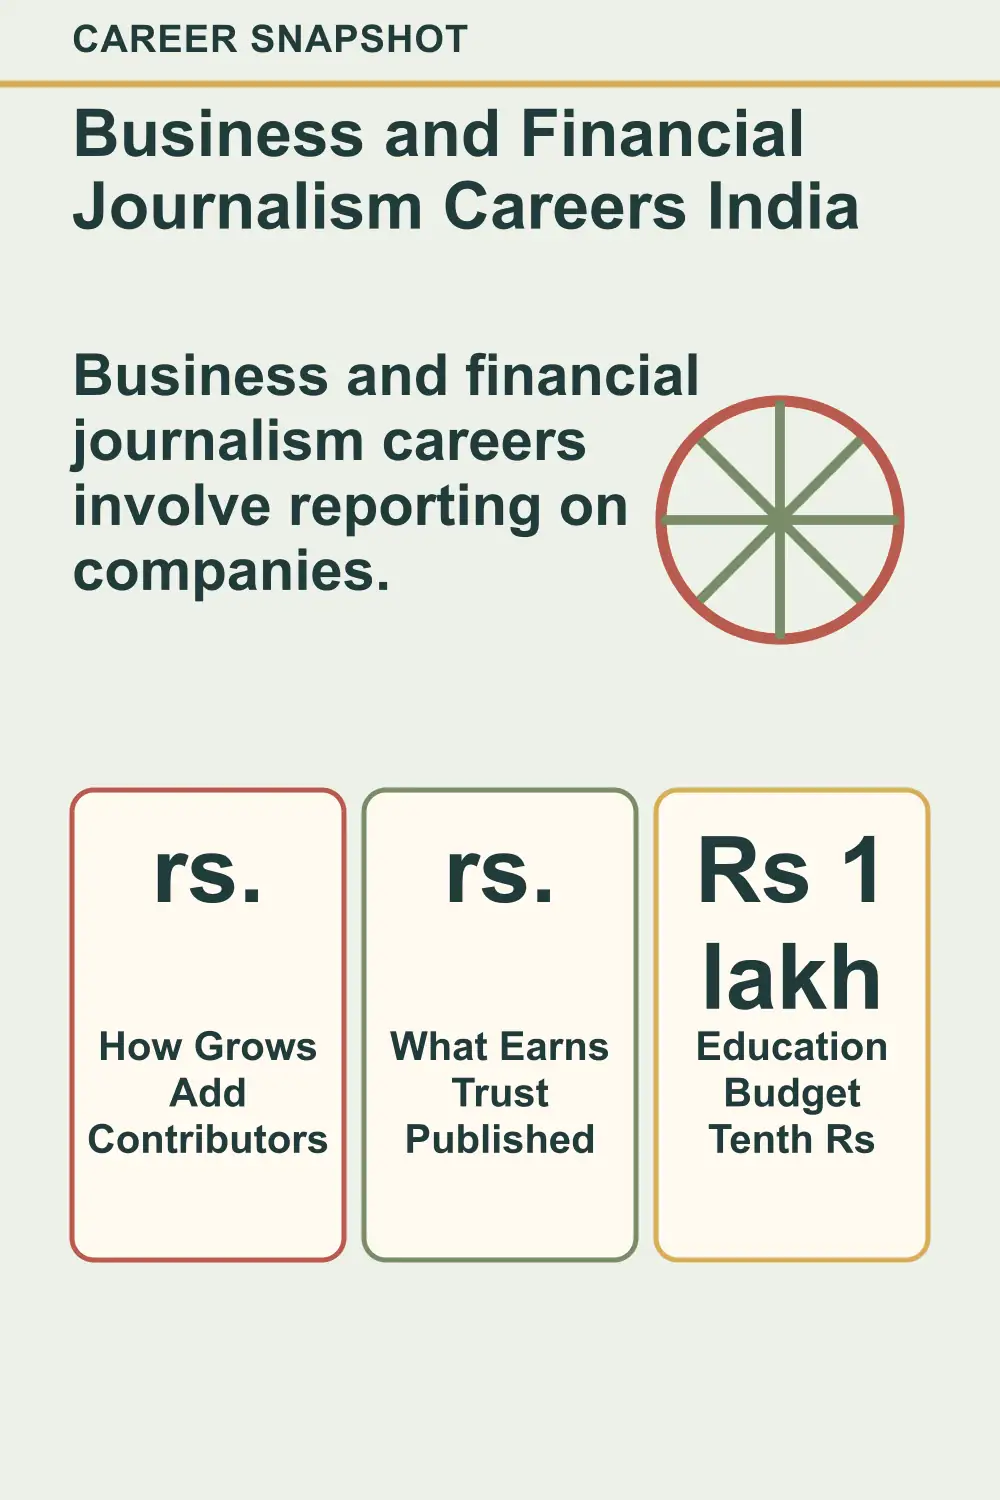 CAREER SNAPSHOT
Business and Financial
Journalism Careers India
Business and financial
journalism careers
involve reporting on
companies.
rs.
How Grows
Add
Contributors
rs.
What Earns
Trust
Published
Rs 1
lakh
Education
Budget
Tenth Rs